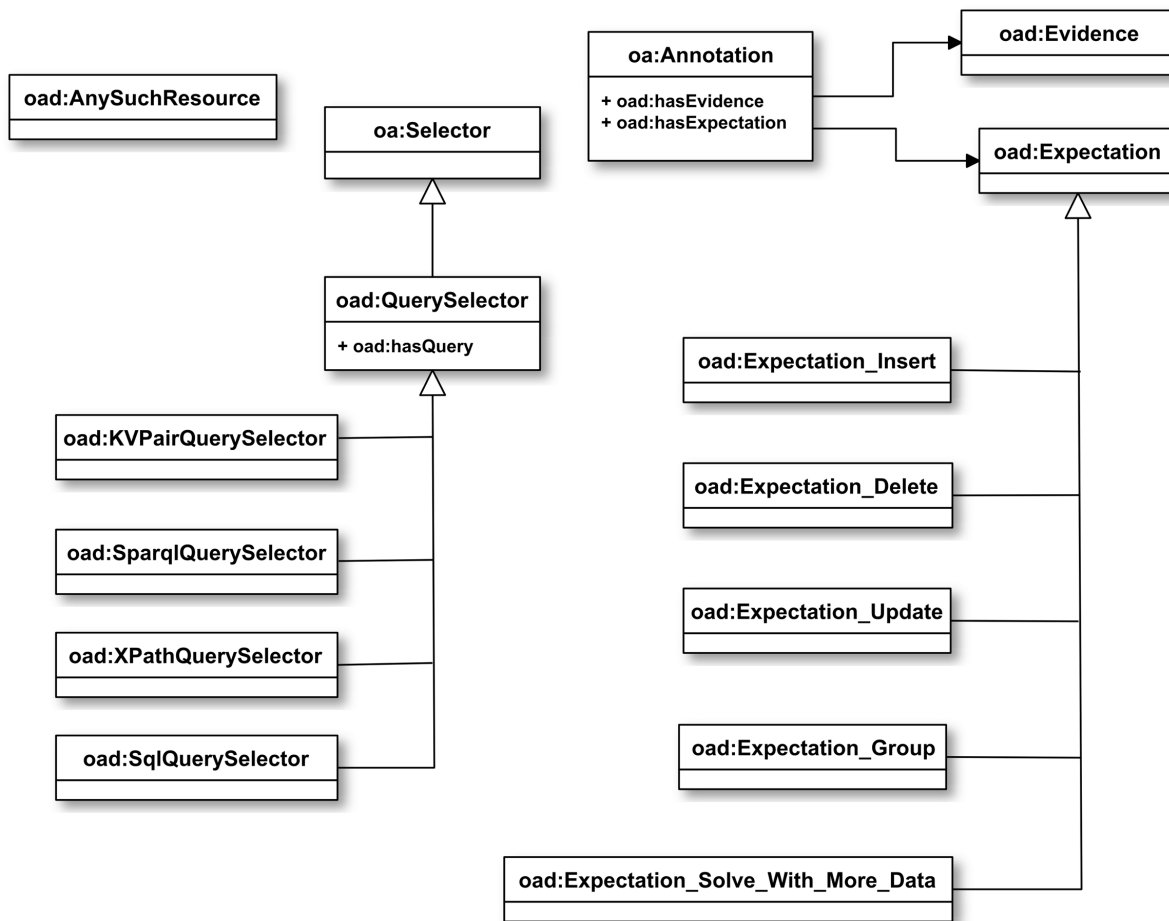 oad:AnySuchResource
oa:Selector
oa:Annotation
+ oad:hasEvidence
+ oad:hasExpectation
oad:Evidence
oad:Expectation
oad:QuerySelector
+ oad:hasQuery
oad:KVPairQuerySelector
oad:SparqlQuerySelector
oad:XPathQuerySelector
oad:SqlQuerySelector
oad:Expectation_Insert
oad:Expectation_Delete
oad:Expectation_Update
oad:Expectation_Group
oad:Expectation_Solve_With_More_Data